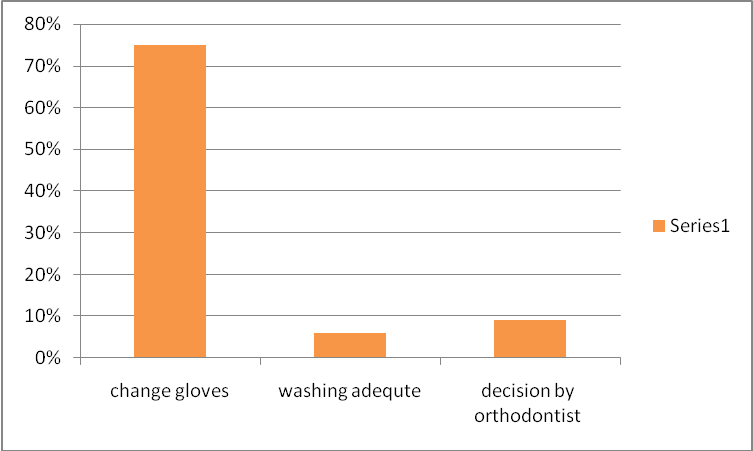 80%
70%
60%
50%
40%
30%
20%
10%
0%
change gloves
washing adequte
decision by
orthodontist
Series1